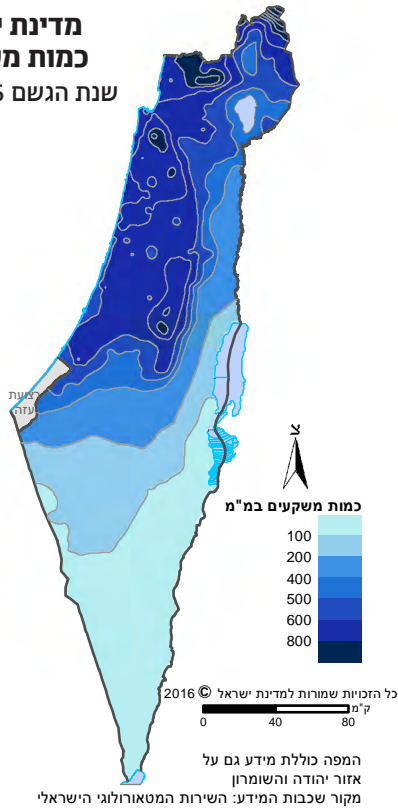 מדינת
כמות
שנת הגשם
רצועת
עזה
צ
כמות משקעים במ"מ
100
200
400
500
600
800
כל הזכויות שמורות למדינת ישראל © 2016
ק"מ
0 40 80
המפה כוללת מידע גם על
אזור יהודה והשומרון
מקור שכבות המידע: השירות המטאורולוגי הישראלי